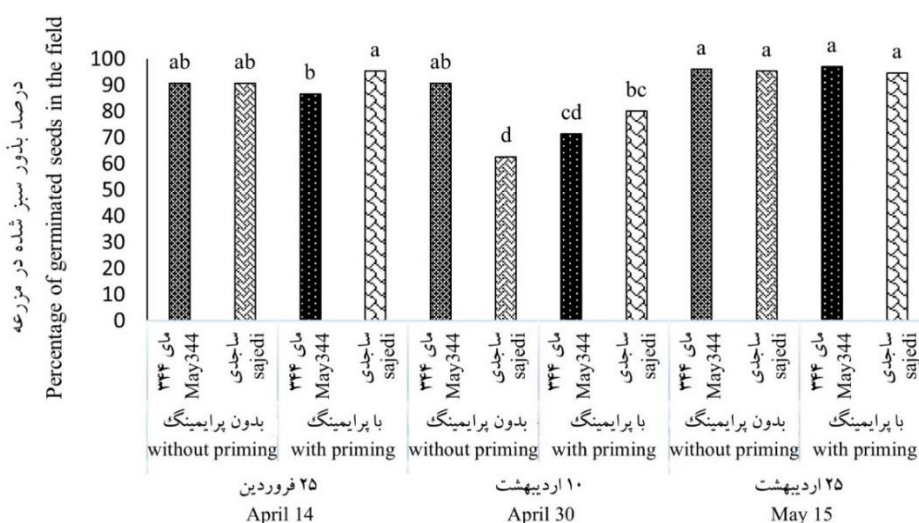 درصد بذور سبز شده در مزرعه
Percentage of germinated seeds in the field
100
90
80
70
60
50
40
30
20
10
0
ab
ab
b
a
ab
d
cd
bc
a
a
a
a
مای ۳۴۴
May344
ساجدی
sajedi
مای ۳۴۴
May344
ساجدی
sajedi
مای ۳۴۴
May344
ساجدی
sajedi
مای ۳۴۴
May344
ساجدی
sajedi
مای ۳۴۴
May344
ساجدی
sajedi
مای ۳۴۴
May344
ساجدی
sajedi
بدون پرایمینگ
without priming
با پرایمینگ
with priming
بدون پرایمینگ
without priming
با پرایمینگ
with priming
بدون پرایمینگ
without priming
با پرایمینگ
with priming
۲۵ فروردین
April 14
۱۰ اردیبهشت
April 30
۲۵ اردیبهشت
May 15